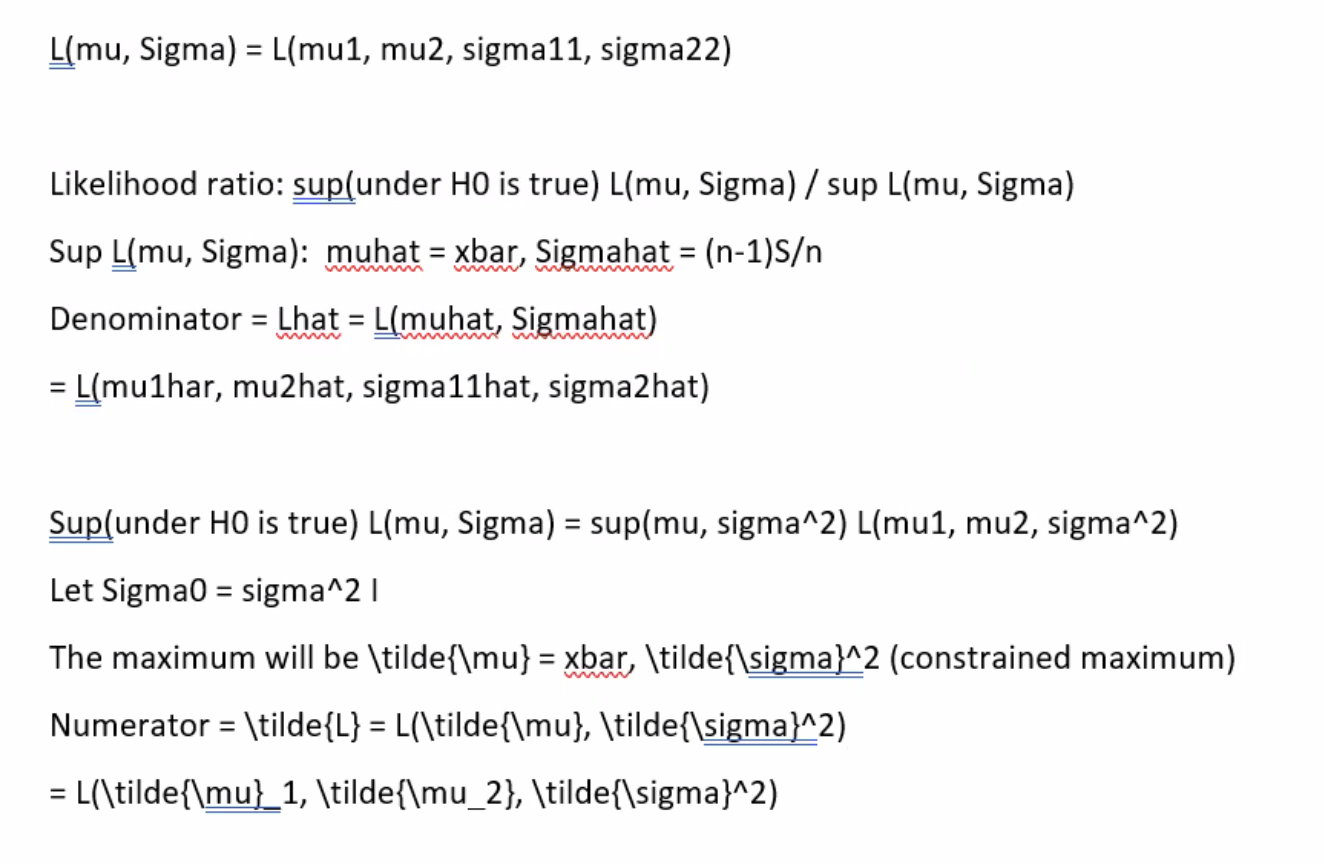 L(mu, Sigma) = L(mu1, mu2, sigma11, sigma22)
Likelihood ratio: sup(under H0 is true) L(mu, Sigma) / sup L(mu, Sigma)
Sup L(mu, Sigma):  muhat = xbar, Sigmahat = (n-1)S/n
Denominator = Lhat = L(muhat, Sigmahat)
= L(mu1har, mu2hat, sigma11hat, sigma2hat)
Sup(under H0 is true) L(mu, Sigma) = sup(mu, sigma^2) L(mu1, mu2, sigma^2)
Let Sigma0 = sigma^2 I
The maximum will be \tilde{\mu} = xbar, \tilde{\sigma}^2 (constrained maximum)
Numerator = \tilde{L} = L(\tilde{\mu}, \tilde{\sigma}^2)
= L(\tilde{\mu}_1, \tilde{\mu_2}, \tilde{\sigma}^2)